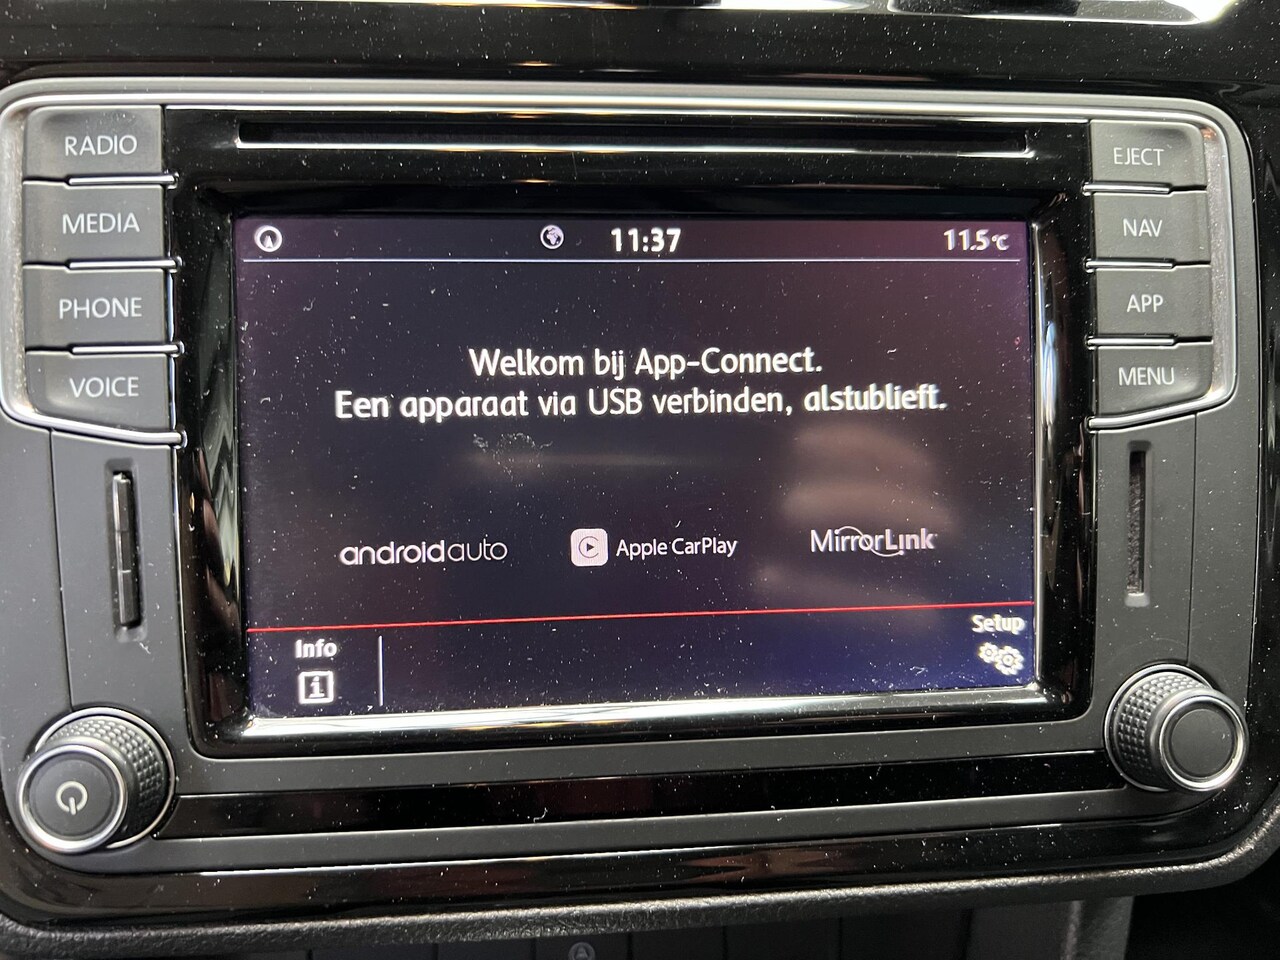 RADIO
MEDIA
PHONE
VOICE
EJECT
NAV
APP
MENU
11:37
11.5°C
Welkom bij App-Connect.
Een apparaat via USB verbinden, alstublieft.
androidauto
Apple CarPlay
MirrorLink
Info
i
Setup